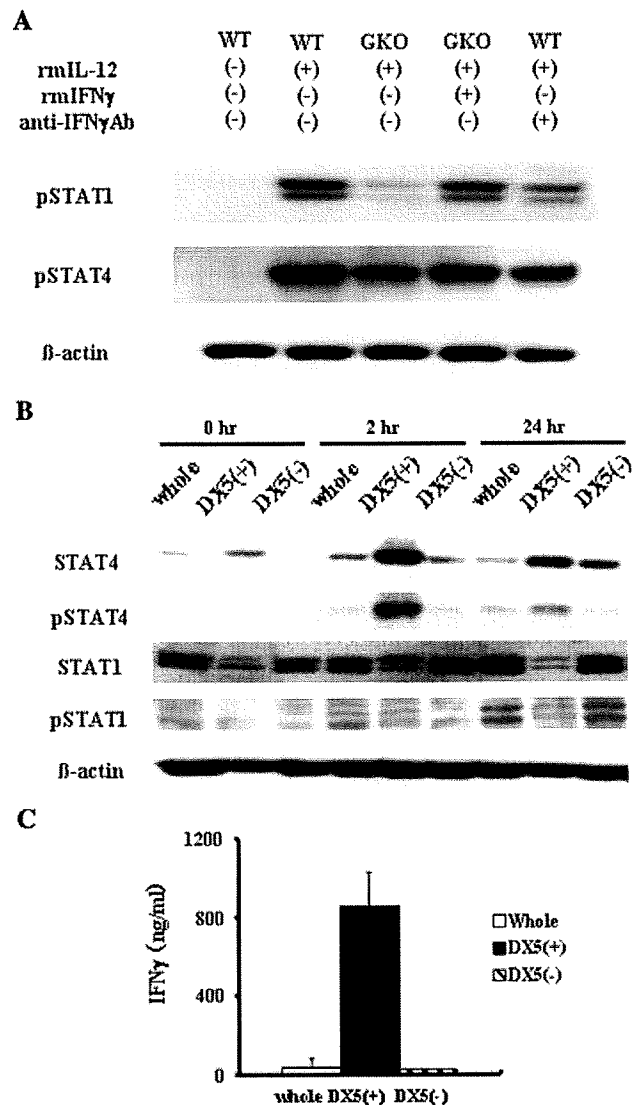 A
WT WT GKO GKO WT
rmIL-12 (-) (+) (+) (+) (+)
rmIFNγ (-) (-) (-) (+) (-)
anti-IFNγAb (-) (-) (-) (-) (+)
pSTAT1
pSTAT4
ß-actin
B
0 hr 2 hr 24 hr
whole DX5(+) DX5(-) whole DX5(+) DX5(-) whole DX5(+) DX5(-)
STAT4
pSTAT4
STAT1
pSTAT1
ß-actin
C
IFNγ (ng/ml)
1200
800
400
0
Whole
DX5(+)
DX5(-)
whole DX5(+) DX5(-)